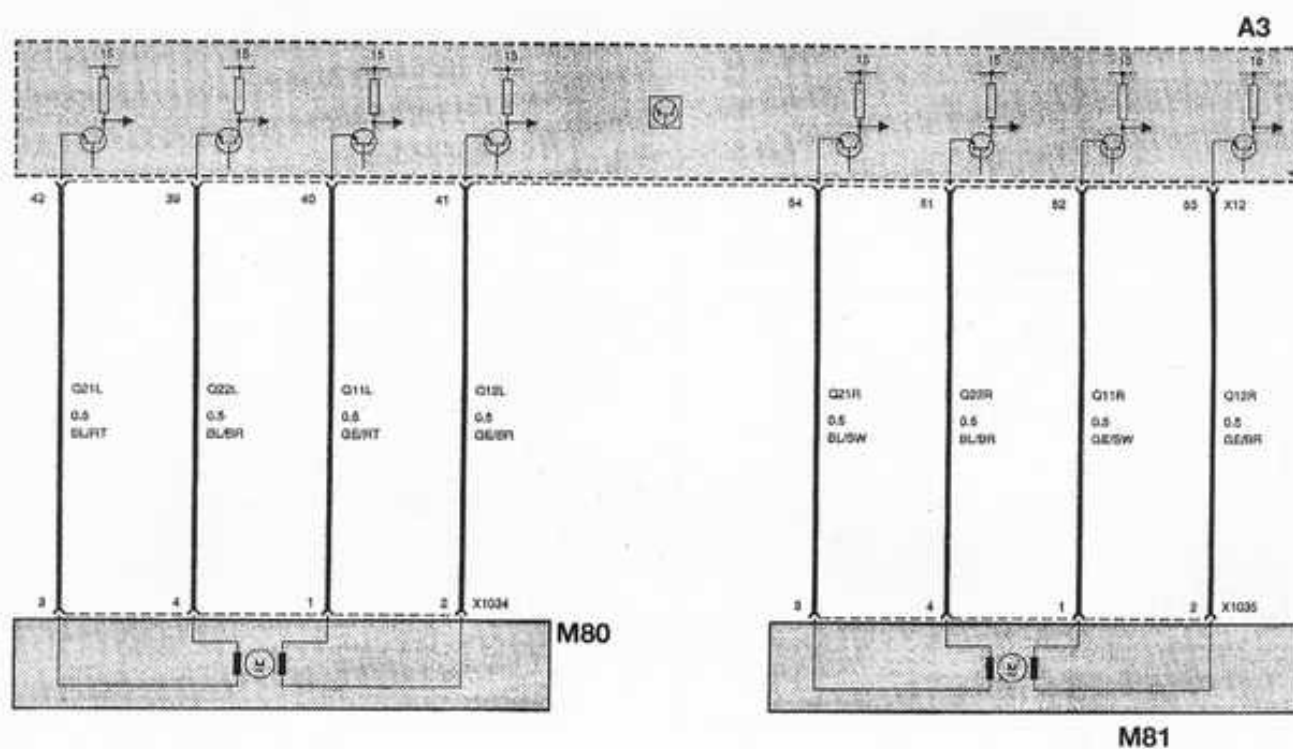 A3
15 15 15 15 15 15 15 15
42 39 40 41 54 51 52 53 X12
Q21L Q22L Q11L Q12L Q21R Q22R Q11R Q12R
0.5 0.5 0.5 0.5 0.5 0.5 0.5 0.5
BL/RT BL/BR GE/RT GE/BR BL/SW BL/BR GE/SW GE/BR
3 4 1 2 X1034 3 4 1 2 X1035
M80
M M
M81